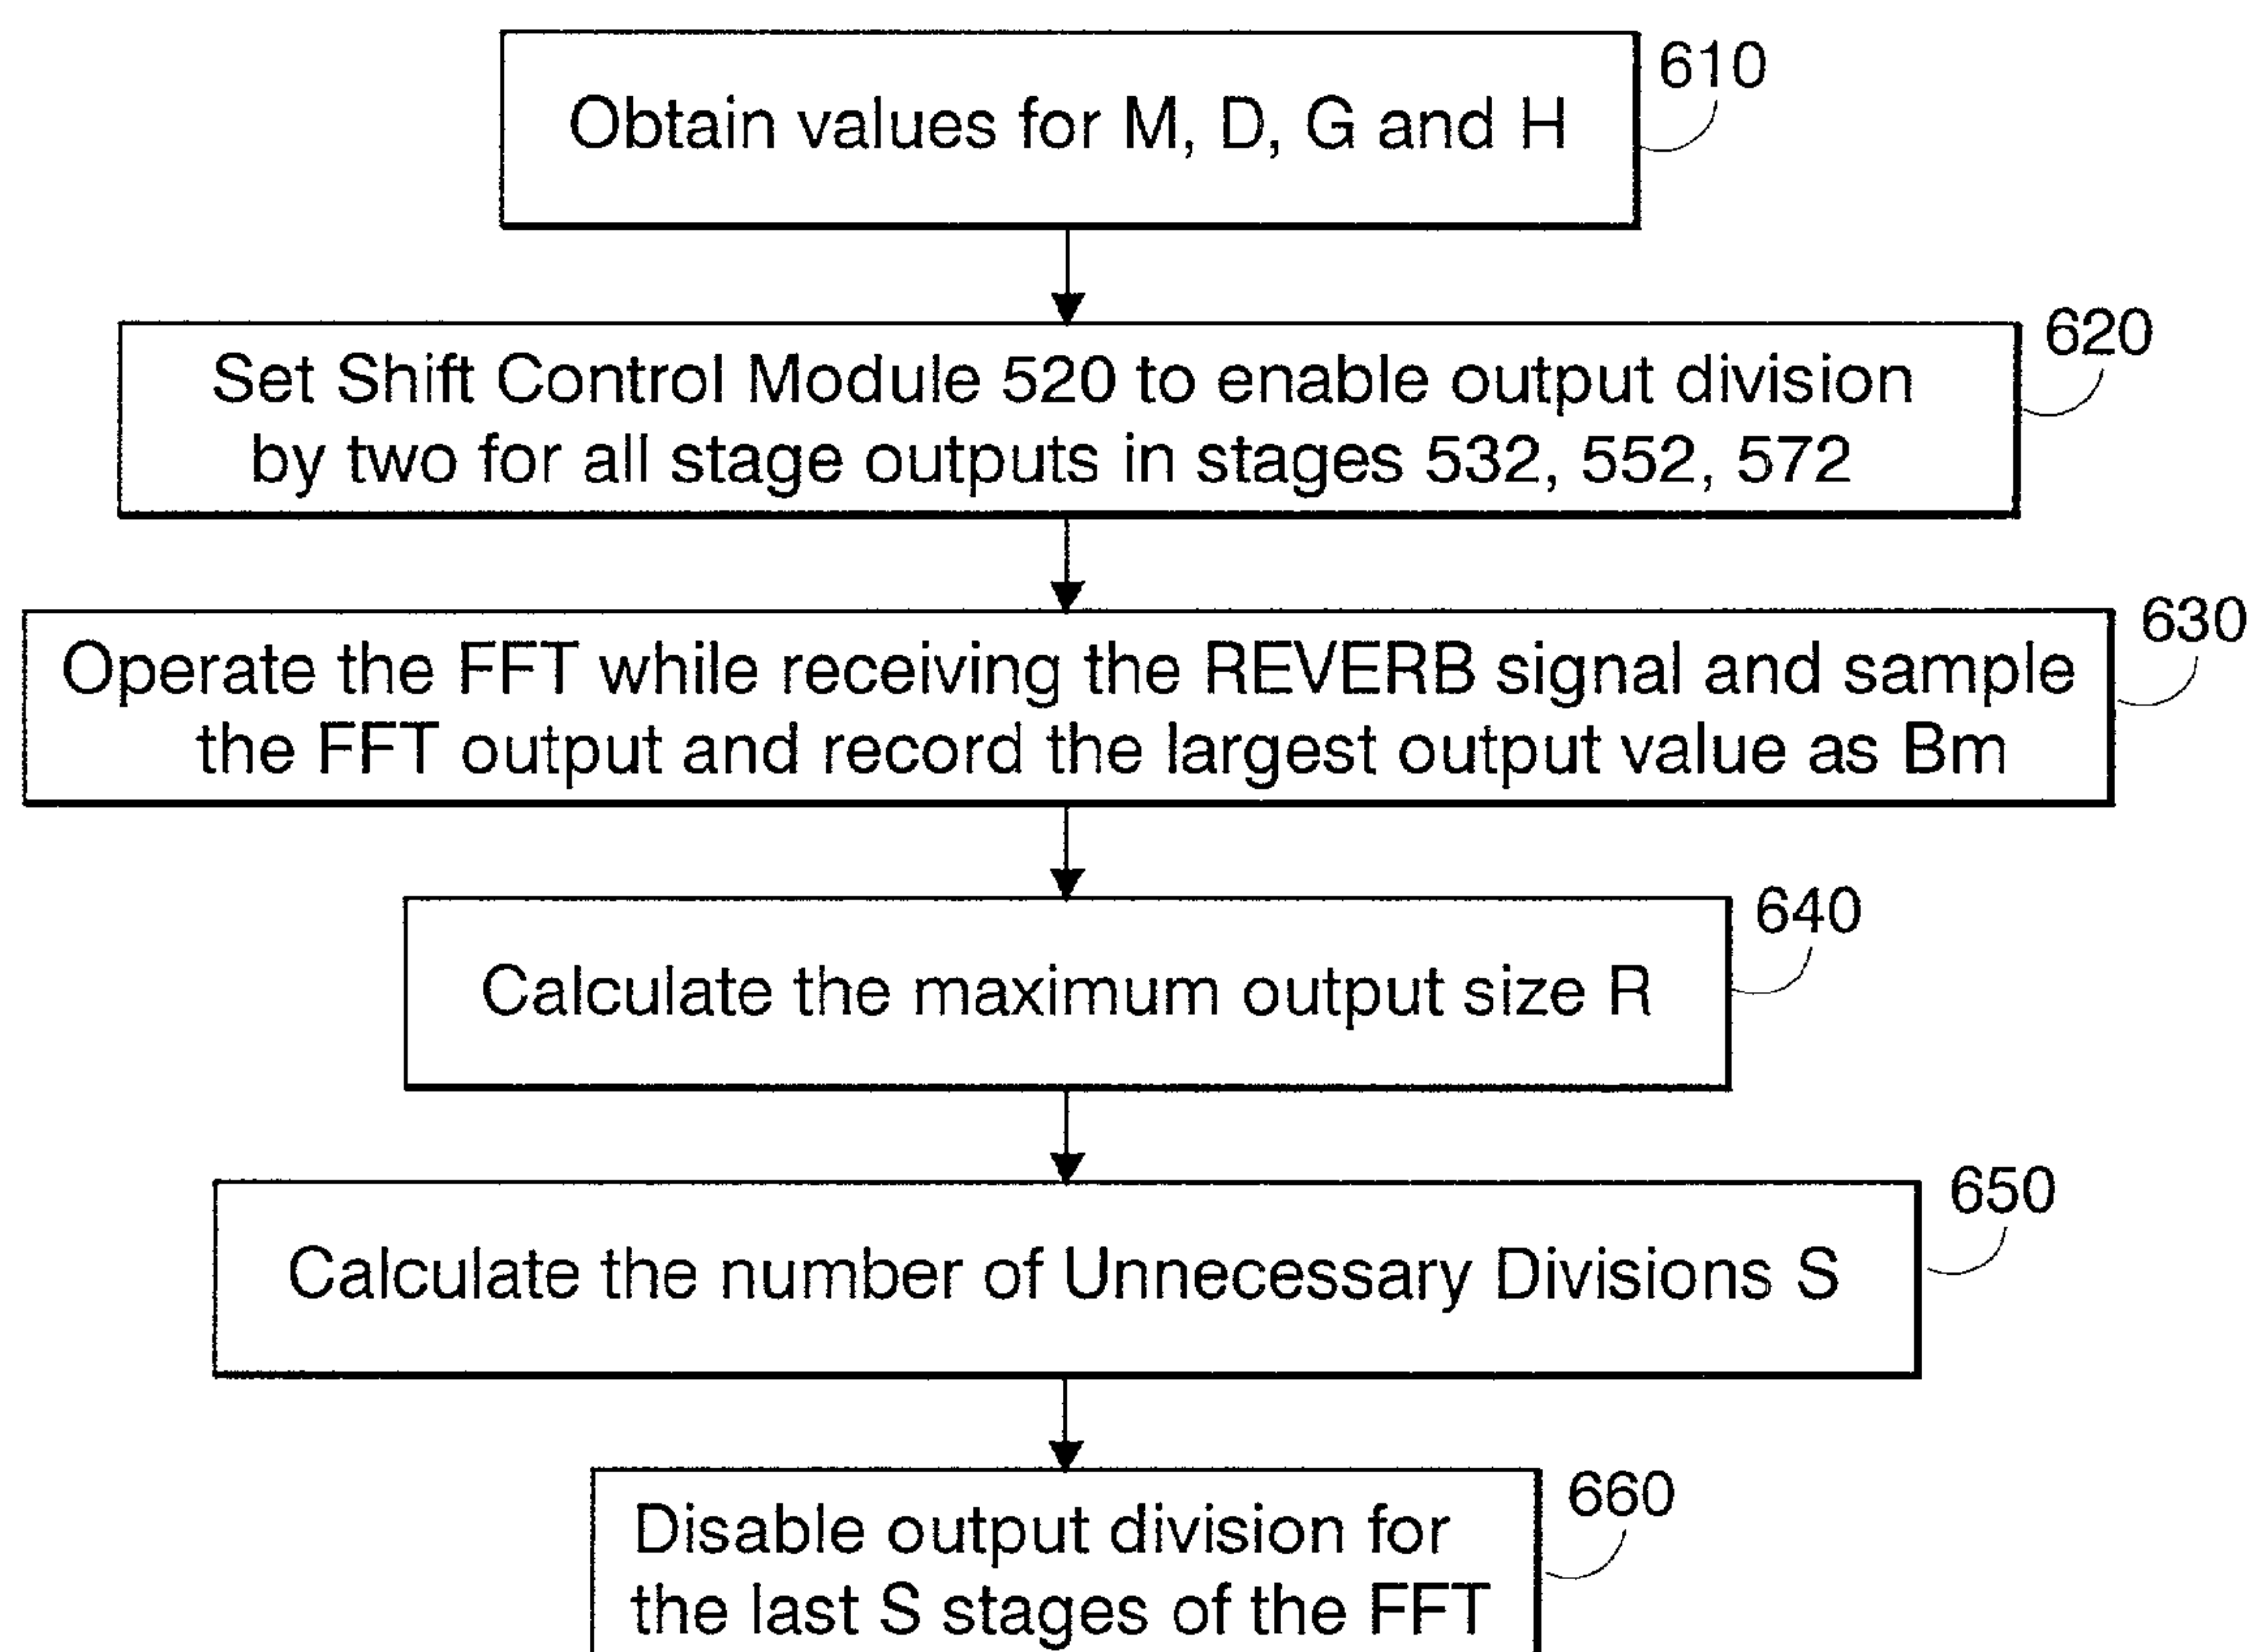 610
Obtain values for M, D, G and H
620
Set Shift Control Module 520 to enable output division
by two for all stage outputs in stages 532, 552, 572
630
Operate the FFT while receiving the REVERB signal and sample
the FFT output and record the largest output value as Bm
640
Calculate the maximum output size R
650
Calculate the number of Unnecessary Divisions S
660
Disable output division for
the last S stages of the FFT